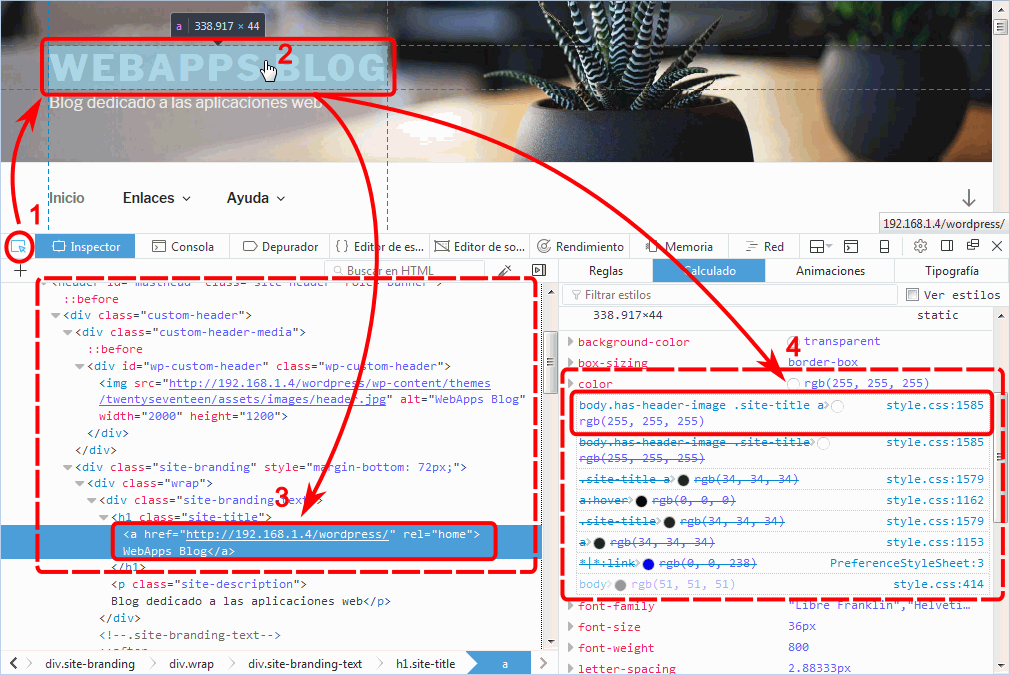 a 338.917 × 44
WEBAPPS BLOG
2
Blog dedicado a las aplicaciones web
Inicio Enlaces Ayuda
1
192.168.1.4/wordpress/
Inspector Consola Depurador { } Editor de es... Editor de so... Rendimiento Memoria Red
Buscar en HTML
Reglas Calculado Animaciones Tipografía
Filtrar estilos Ver estilos
<header id="masthead" class="site-header" role="banner">
::before
<div class="custom-header">
<div class="custom-header-media">
::before
<div id="wp-custom-header" class="wp-custom-header">
<img src="http://192.168.1.4/wordpress/wp-content/themes
/twentyseventeen/assets/images/header.jpg" alt="WebApps Blog"
width="2000" height="1200">
</div>
</div>
<div class="site-branding" style="margin-bottom: 72px;">
<div class="wrap">
<div class="site-branding-text">
3
<h1 class="site-title">
<a href="http://192.168.1.4/wordpress/" rel="home">
WebApps Blog</a>
</h1>
<p class="site-description">
Blog dedicado a las aplicaciones web</p>
</div>
<!--.site-branding-text-->
::after
div.site-branding div.wrap div.site-branding-text h1.site-title a
338.917×44 static
background-color transparent
4
box-sizing border-box
color rgb(255, 255, 255)
body.has-header-image .site-title a style.css:1585
rgb(255, 255, 255)
body.has-header-image .site-title style.css:1585
rgb(255, 255, 255)
.site-title a rgb(34, 34, 34) style.css:1579
a:hover rgb(0, 0, 0) style.css:1162
.site-title rgb(34, 34, 34) style.css:1579
a rgb(34, 34, 34) style.css:1153
*|*:link rgb(0, 0, 238) PreferenceStyleSheet:3
body rgb(51, 51, 51) style.css:414
font-family "Libre Franklin","Helveti...
font-size 36px
font-weight 800
letter-spacing 2.88333px